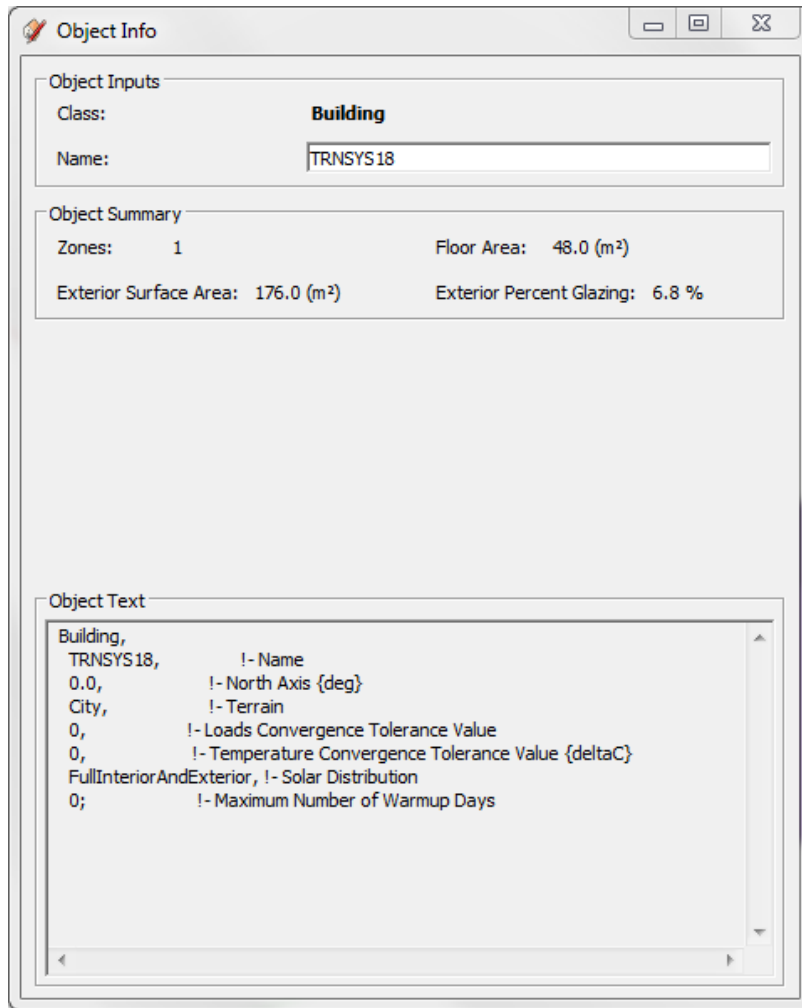 Object Info
Object Inputs
Class: Building
Name: TRNSYS18
Object Summary
Zones: 1 Floor Area: 48.0 (m²)
Exterior Surface Area: 176.0 (m²) Exterior Percent Glazing: 6.8 %
Object Text
Building,
TRNSYS18, !- Name
0.0, !- North Axis {deg}
City, !- Terrain
0, !- Loads Convergence Tolerance Value
0, !- Temperature Convergence Tolerance Value {deltaC}
FullInteriorAndExterior, !- Solar Distribution
0; !- Maximum Number of Warmup Days